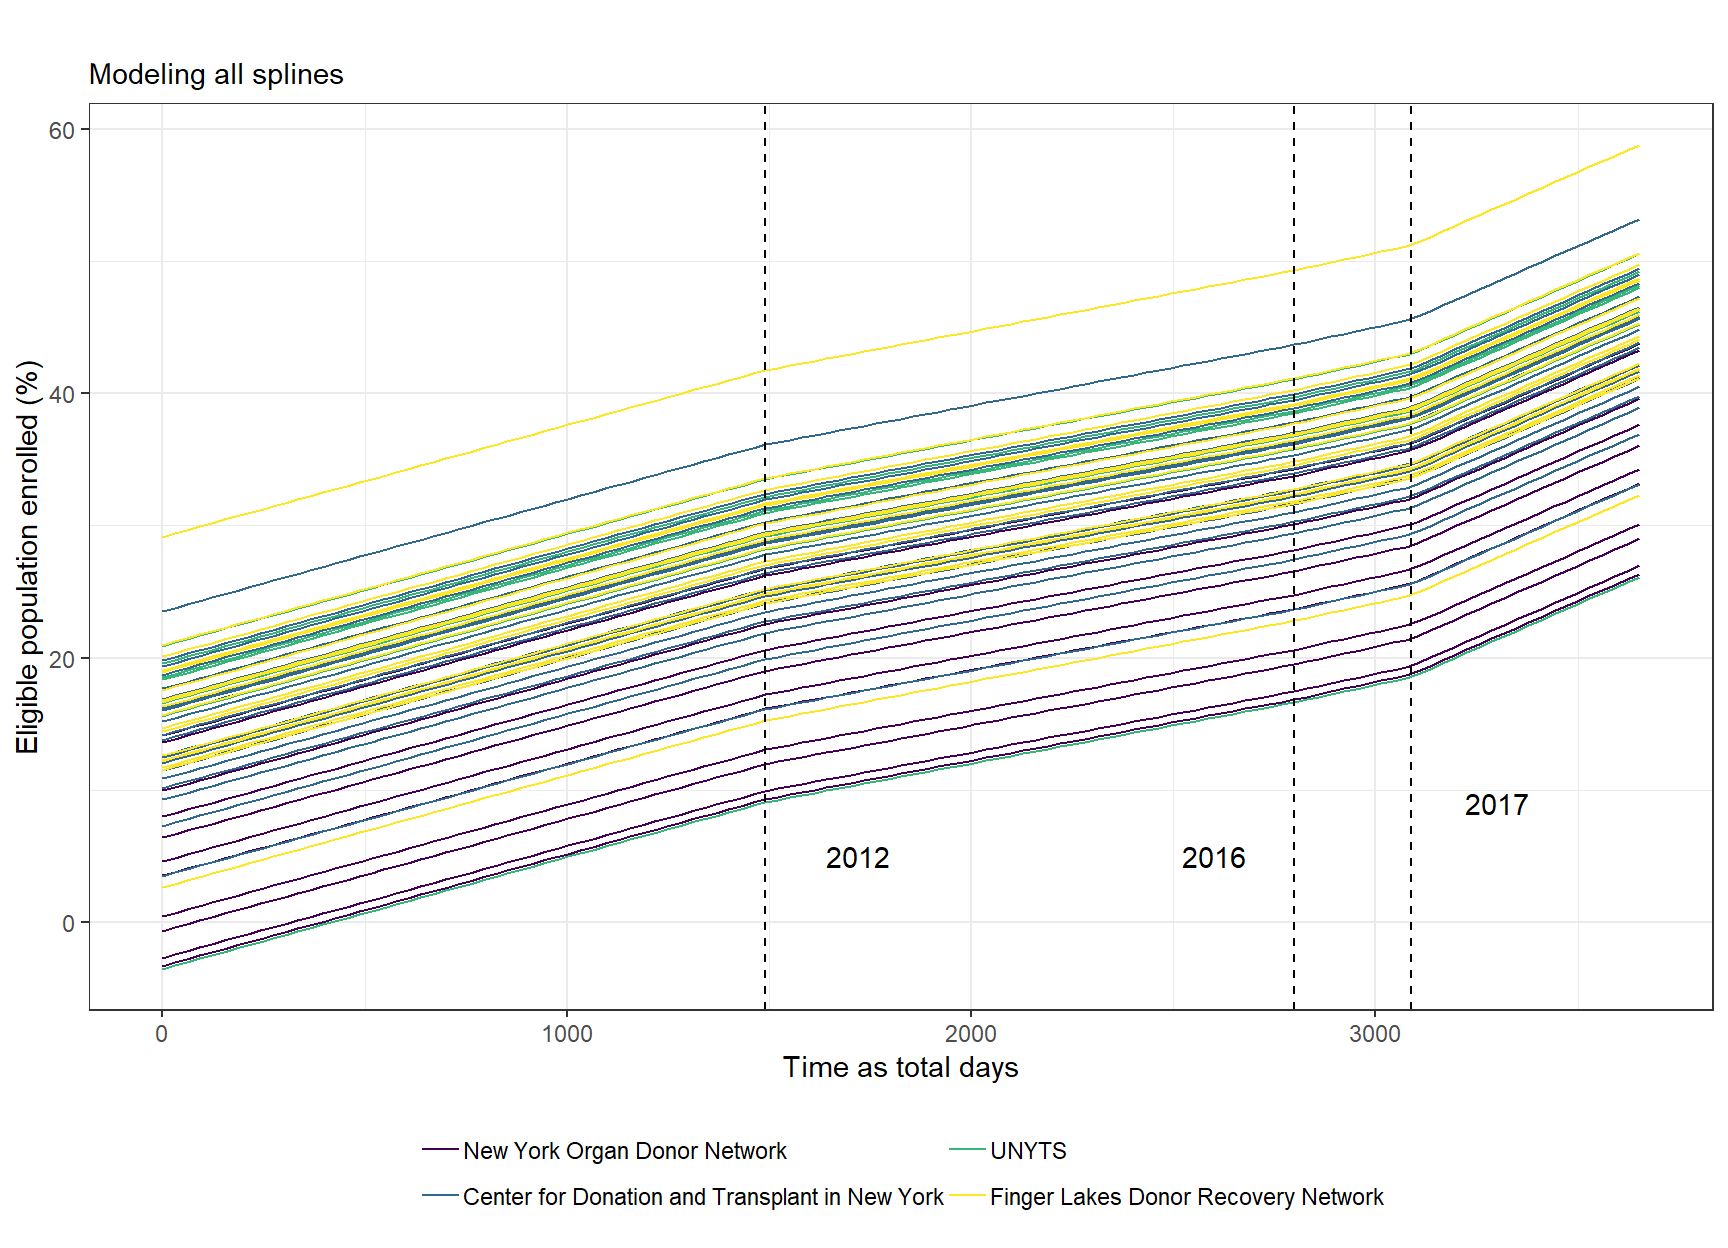 Modeling all splines
Eligible population enrolled (%)
60
40
20
0
2012
2016
2017
0
1000
2000
3000
Time as total days
New York Organ Donor Network
UNYTS
Center for Donation and Transplant in New York
Finger Lakes Donor Recovery Network